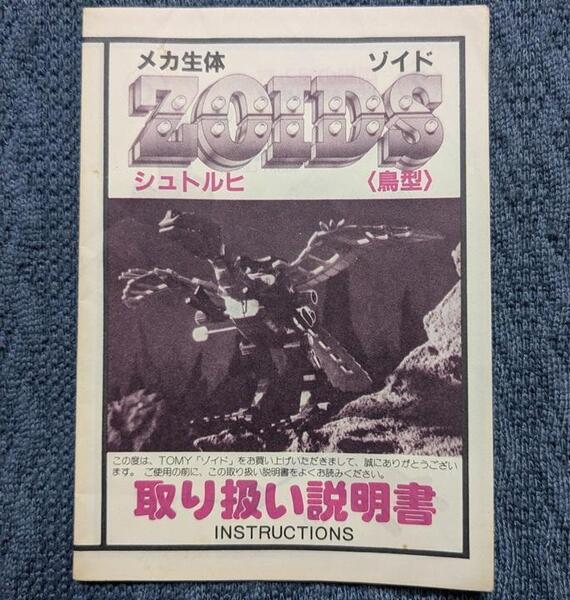 メカ生体 ゾイド
ZOIDS
シュトルヒ 〈鳥型〉
この度は、TOMY「ゾイド」をお買い上げいただきまして、誠にありがとうござい
ます。ご使用の前に、この取り扱い説明書をよくお読みください。
取り扱い説明書
INSTRUCTIONS